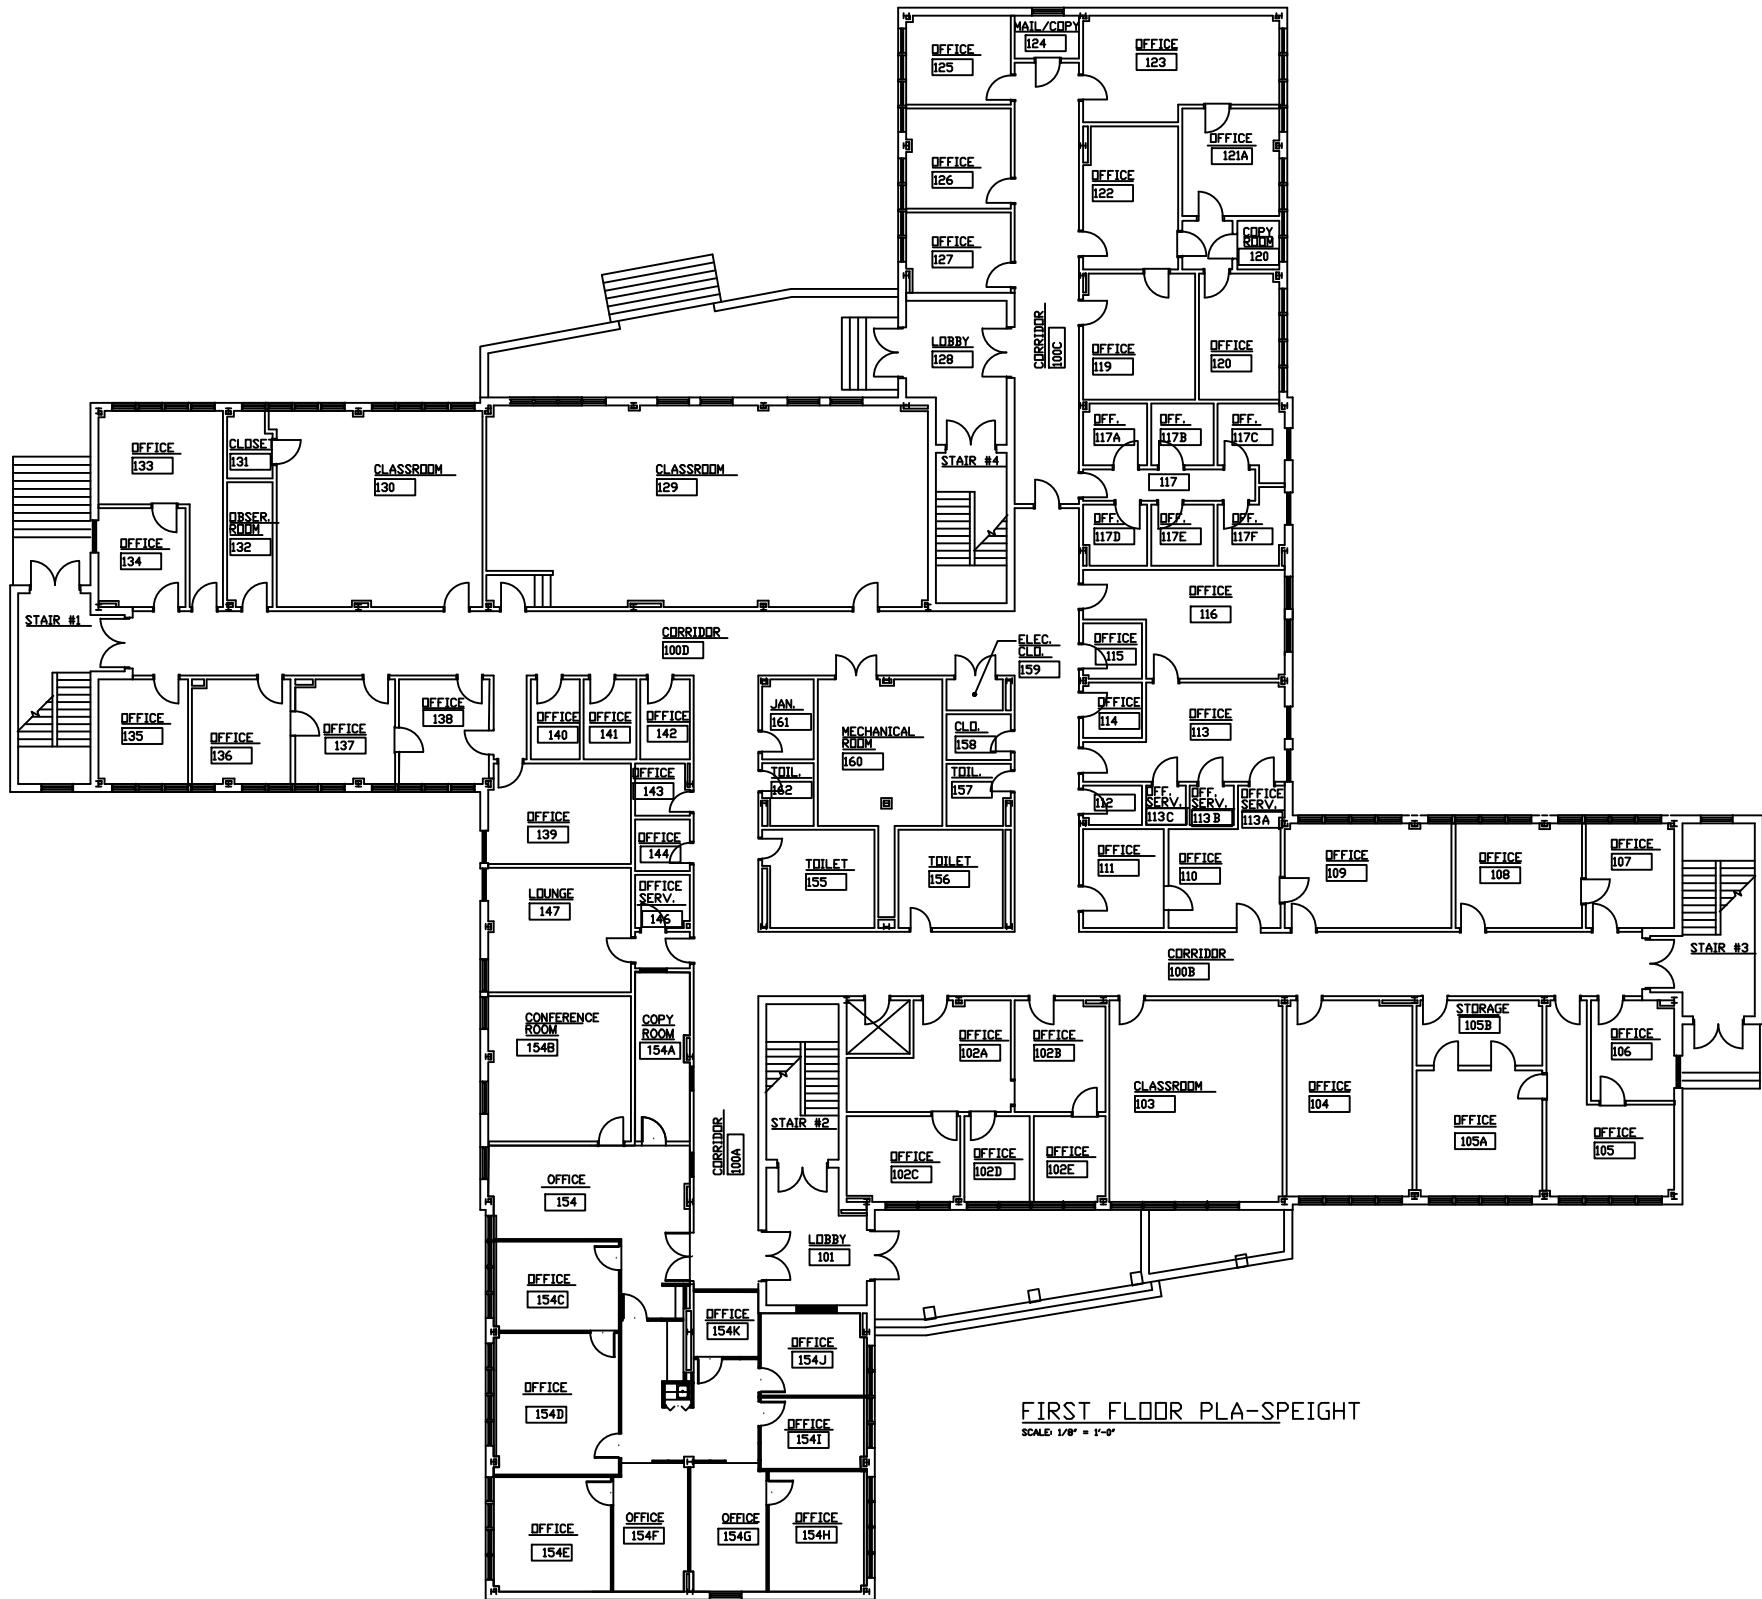 MAIL/COPY
124
OFFICE
125
OFFICE
123
OFFICE
126
OFFICE
121A
OFFICE
122
OFFICE
127
COPY
ROOM
120
CORRIDOR
100C
LOBBY
128
OFFICE
119
OFFICE
120
OFF.
117A
OFF.
117B
OFF.
117C
117
OFF.
117D
OFF.
117E
OFF.
117F
STAIR #4
OFFICE
133
CLOSET
131
CLASSROOM
130
CLASSROOM
129
OBSER.
ROOM
132
OFFICE
134
STAIR #1
CORRIDOR
100D
ELEC.
CLO.
159
OFFICE
116
OFFICE
115
OFFICE
114
OFFICE
113
OFFICE
135
OFFICE
136
OFFICE
137
OFFICE
138
OFFICE
140
OFFICE
141
OFFICE
142
JAN.
161
MECHANICAL
ROOM
160
CLO.
158
TOIL.
162
TOIL.
157
OFFICE
143
OFFICE
139
OFFICE
144
112
OFF.
SERV.
113C
OFF.
SERV.
113B
OFFICE
SERV.
113A
TOILET
155
TOILET
156
OFFICE
111
OFFICE
110
OFFICE
109
OFFICE
108
OFFICE
107
LOUNGE
147
OFFICE
SERV.
146
CORRIDOR
100B
STAIR #3
CONFERENCE
ROOM
154B
COPY
ROOM
154A
OFFICE
102A
OFFICE
102B
STORAGE
105B
OFFICE
106
CLASSROOM
103
OFFICE
104
OFFICE
105A
OFFICE
105
STAIR #2
CORRIDOR
100A
OFFICE
102C
OFFICE
102D
OFFICE
102E
OFFICE
154
LOBBY
101
OFFICE
154C
OFFICE
154K
OFFICE
154J
OFFICE
154D
OFFICE
154I
OFFICE
154E
OFFICE
154F
OFFICE
154G
OFFICE
154H
FIRST FLOOR PLA-SPEIGHT
SCALE: 1/8" = 1'-0"